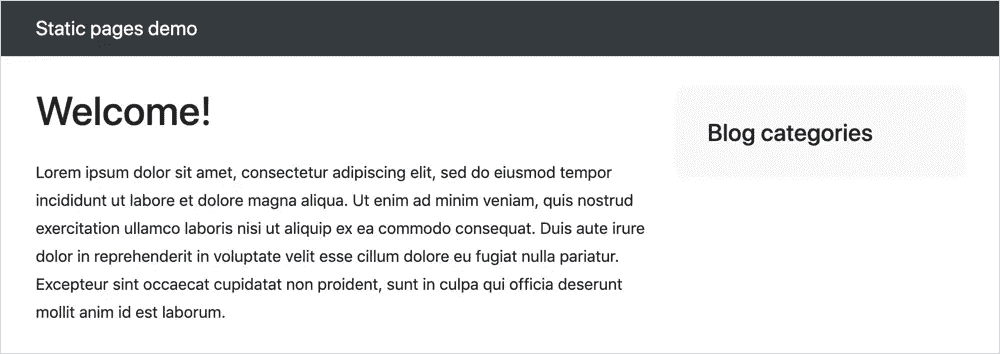 Static pages demo
Welcome!
Lorem ipsum dolor sit amet, consectetur adipiscing elit, sed do eiusmod tempor
incididunt ut labore et dolore magna aliqua. Ut enim ad minim veniam, quis nostrud
exercitation ullamco laboris nisi ut aliquip ex ea commodo consequat. Duis aute irure
dolor in reprehenderit in voluptate velit esse cillum dolore eu fugiat nulla pariatur.
Excepteur sint occaecat cupidatat non proident, sunt in culpa qui officia deserunt
mollit anim id est laborum.
Blog categories